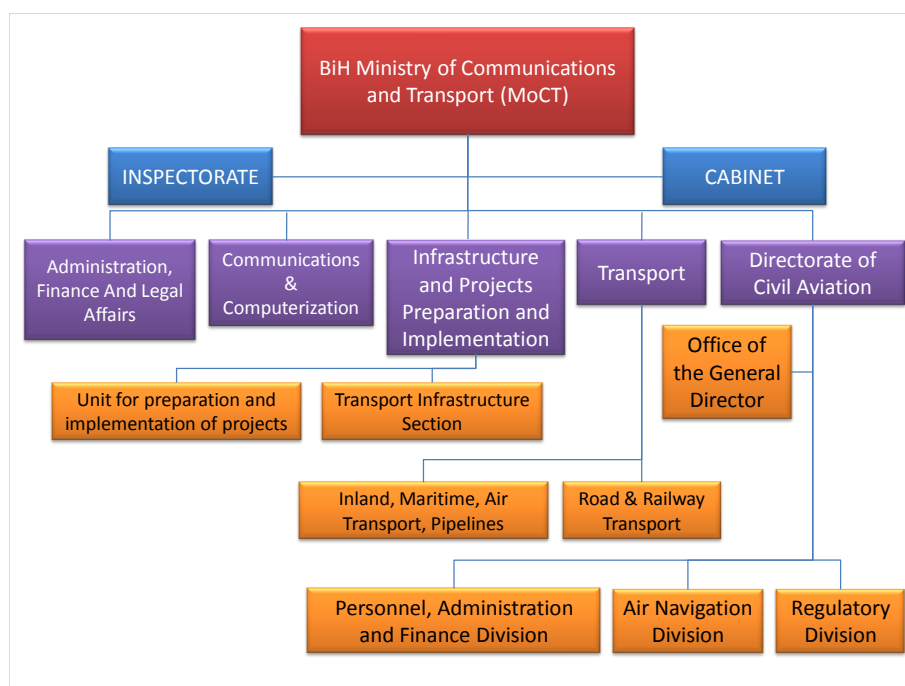 BiH Ministry of Communications
and Transport (MoCT)
INSPECTORATE
CABINET
Administration,
Finance And Legal
Affairs
Communications
&
Computerization
Infrastructure
and Projects
Preparation and
Implementation
Transport
Directorate of
Civil Aviation
Office of
the General
Director
Unit for preparation and
implementation of projects
Transport Infrastructure
Section
Inland, Maritime, Air
Transport, Pipelines
Road & Railway
Transport
Personnel, Administration
and Finance Division
Air Navigation
Division
Regulatory
Division